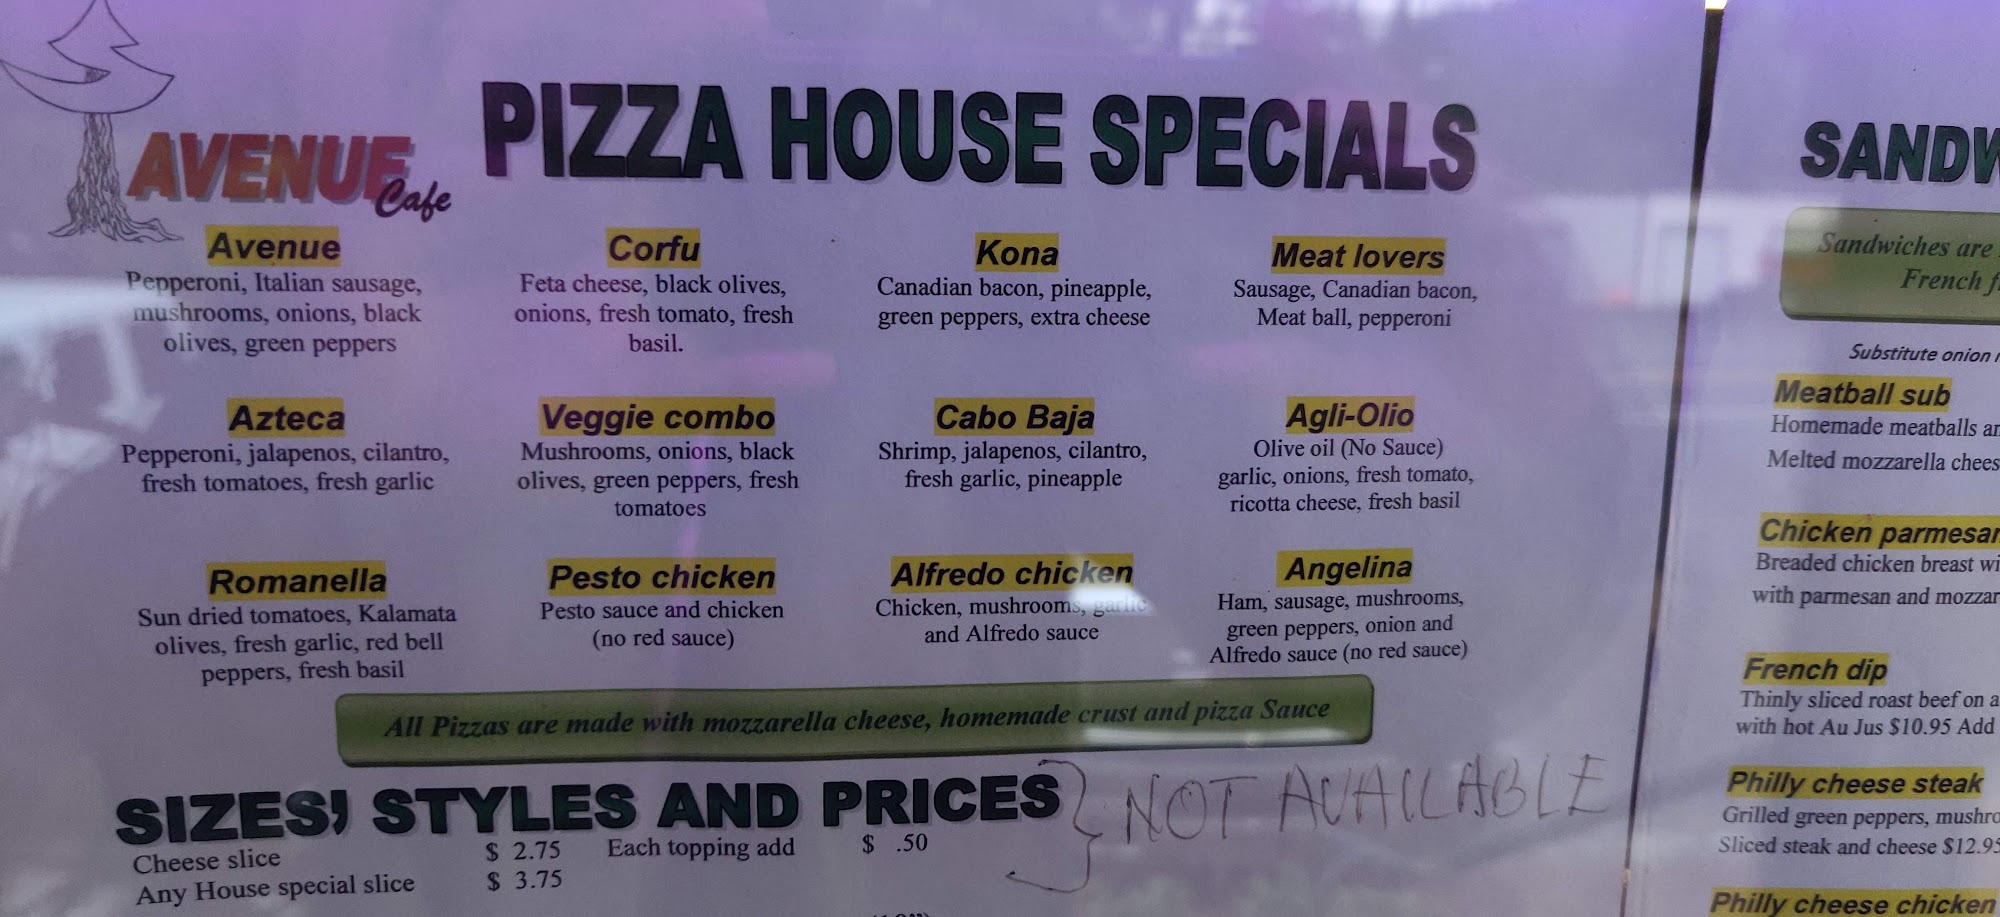 AVENUE
Cafe
PIZZA HOUSE SPECIALS
Avenue
Pepperoni, Italian sausage,
mushrooms, onions, black
olives, green peppers
Corfu
Feta cheese, black olives,
onions, fresh tomato, fresh
basil.
Kona
Canadian bacon, pineapple,
green peppers, extra cheese
Meat lovers
Sausage, Canadian bacon,
Meat ball, pepperoni
Azteca
Pepperoni, jalapenos, cilantro,
fresh tomatoes, fresh garlic
Veggie combo
Mushrooms, onions, black
olives, green peppers, fresh
tomatoes
Cabo Baja
Shrimp, jalapenos, cilantro,
fresh garlic, pineapple
Agli-Olio
Olive oil (No Sauce)
garlic, onions, fresh tomato,
ricotta cheese, fresh basil
Romanella
Sun dried tomatoes, Kalamata
olives, fresh garlic, red bell
peppers, fresh basil
Pesto chicken
Pesto sauce and chicken
(no red sauce)
Alfredo chicken
Chicken, mushrooms, garlic
and Alfredo sauce
Angelina
Ham, sausage, mushrooms,
green peppers, onion and
Alfredo sauce (no red sauce)
All Pizzas are made with mozzarella cheese, homemade crust and pizza Sauce
SIZES, STYLES AND PRICES
NOT AVAILABLE
Cheese slice $ 2.75 Each topping add $ .50
Any House special slice $ 3.75
SANDW
Sandwiches are
French f
Substitute onion
Meatball sub
Homemade meatballs an
Melted mozzarella chees
Chicken parmesan
Breaded chicken breast wi
with parmesan and mozzar
French dip
Thinly sliced roast beef on a
with hot Au Jus $10.95 Add
Philly cheese steak
Grilled green peppers, mushro
Sliced steak and cheese $12.95
Philly cheese chicken